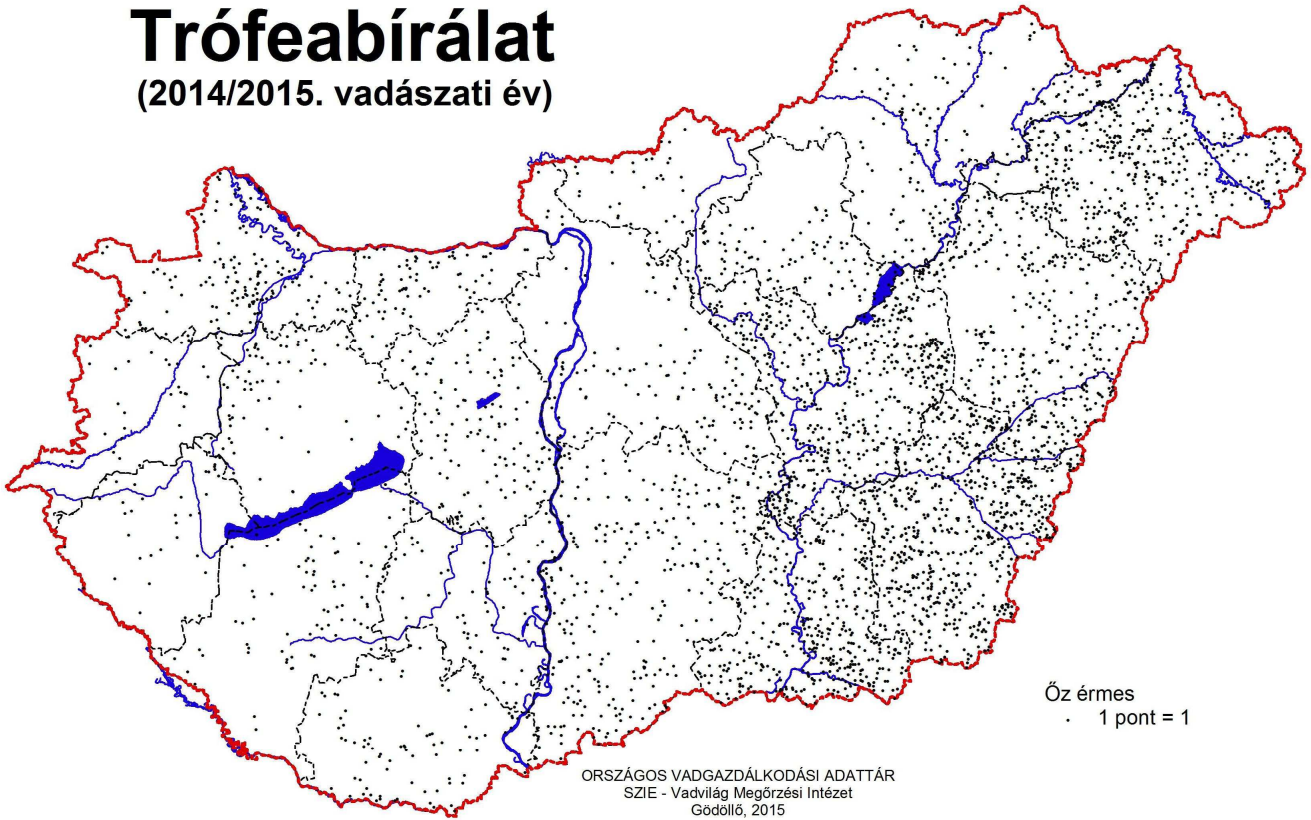 Trófeabírálat
(2014/2015. vadászati év)
Őz érmes
. 1 pont = 1
ORSZÁGOS VADGAZDÁLKODÁSI ADATTÁR
SZIE - Vadvilág Megőrzési Intézet
Gödöllő, 2015